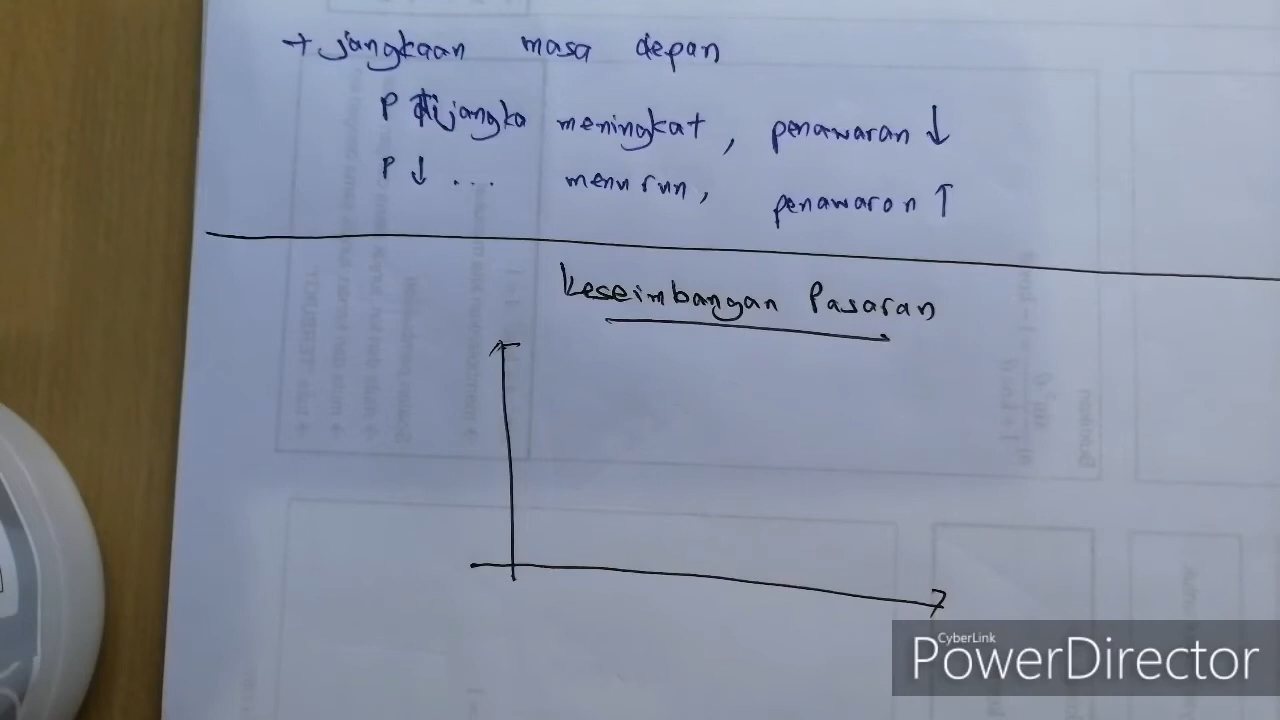 → jangkaan masa depan
P dijangka meningkat, penawaran ↓
P ↓ ... menurun, penawaran ↑
Keseimbangan Pasaran
CyberLink
PowerDirector